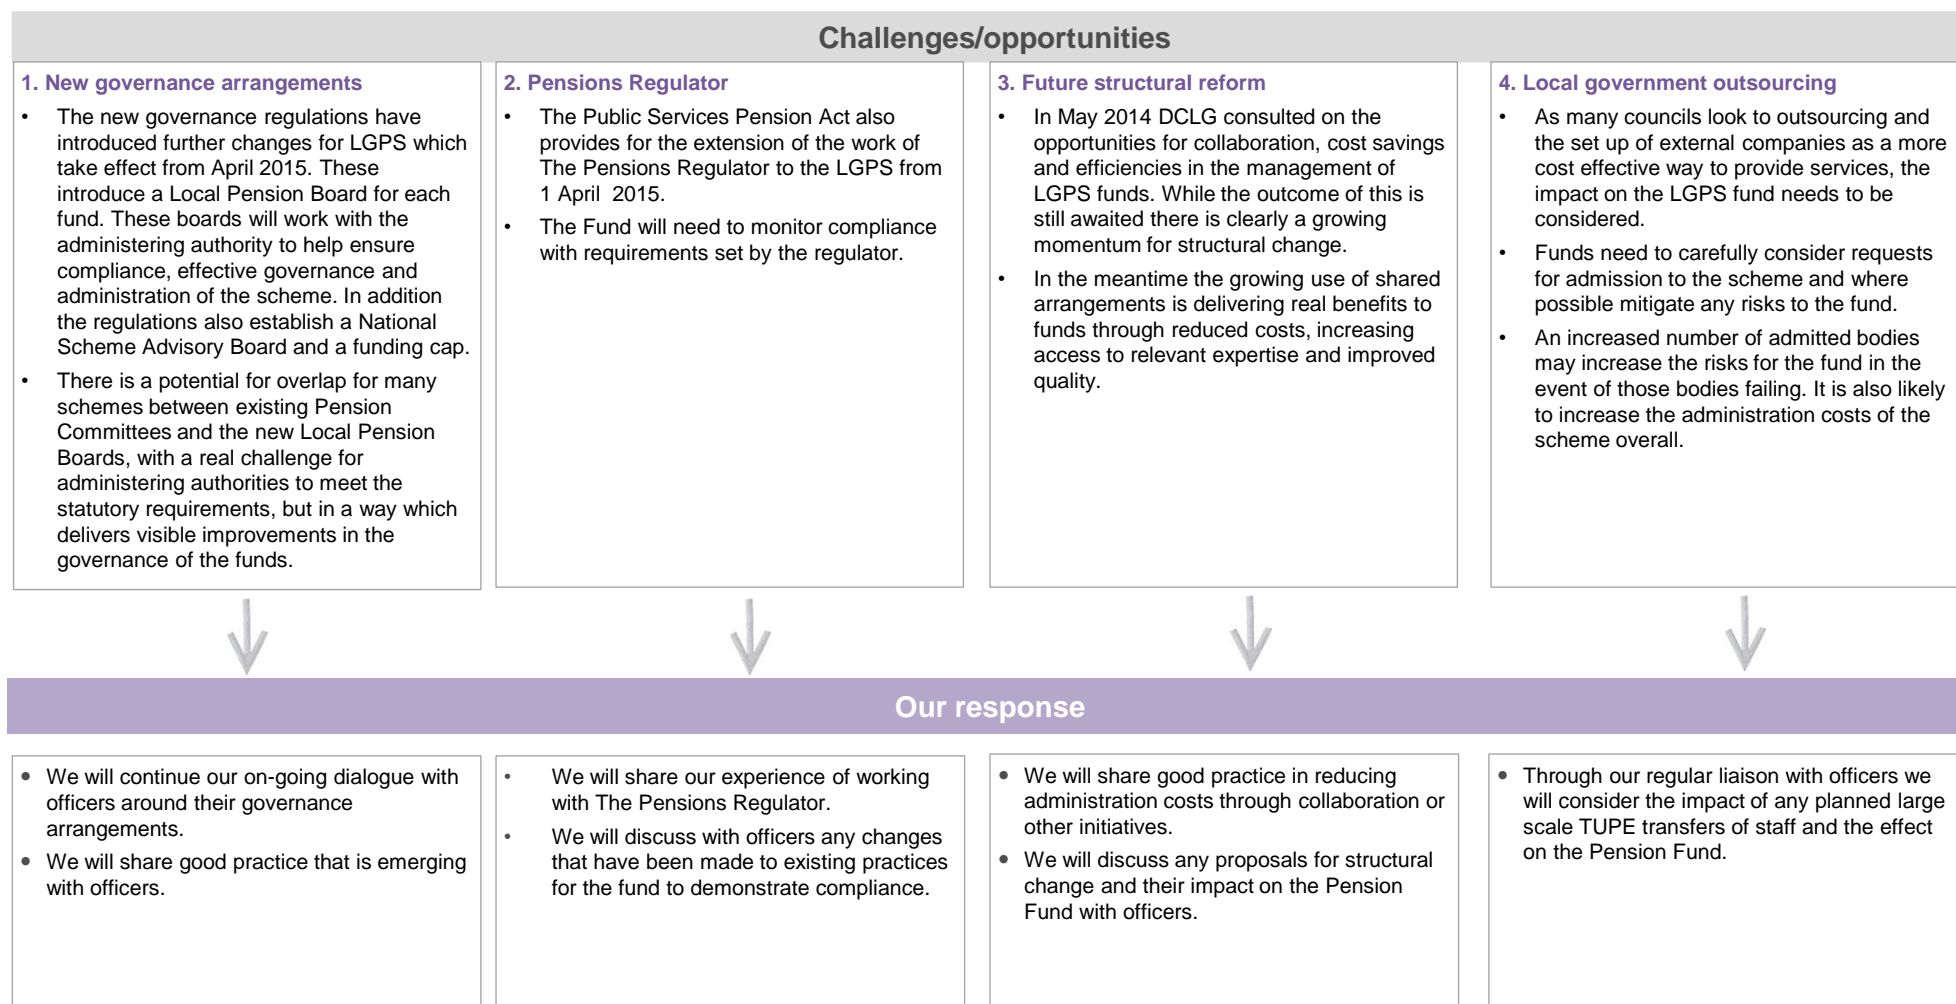 Challenges/opportunities
1. New governance arrangements
• The new governance regulations have
introduced further changes for LGPS which
take effect from April 2015. These
introduce a Local Pension Board for each
fund. These boards will work with the
administering authority to help ensure
compliance, effective governance and
administration of the scheme. In addition
the regulations also establish a National
Scheme Advisory Board and a funding cap.
• There is a potential for overlap for many
schemes between existing Pension
Committees and the new Local Pension
Boards, with a real challenge for
administering authorities to meet the
statutory requirements, but in a way which
delivers visible improvements in the
governance of the funds.
2. Pensions Regulator
• The Public Services Pension Act also
provides for the extension of the work of
The Pensions Regulator to the LGPS from
1 April 2015.
• The Fund will need to monitor compliance
with requirements set by the regulator.
3. Future structural reform
• In May 2014 DCLG consulted on the
opportunities for collaboration, cost savings
and efficiencies in the management of
LGPS funds. While the outcome of this is
still awaited there is clearly a growing
momentum for structural change.
• In the meantime the growing use of shared
arrangements is delivering real benefits to
funds through reduced costs, increasing
access to relevant expertise and improved
quality.
4. Local government outsourcing
• As many councils look to outsourcing and
the set up of external companies as a more
cost effective way to provide services, the
impact on the LGPS fund needs to be
considered.
• Funds need to carefully consider requests
for admission to the scheme and where
possible mitigate any risks to the fund.
• An increased number of admitted bodies
may increase the risks for the fund in the
event of those bodies failing. It is also likely
to increase the administration costs of the
scheme overall.
Our response
• We will continue our on-going dialogue with
officers around their governance
arrangements.
• We will share good practice that is emerging
with officers.
• We will share our experience of working
with The Pensions Regulator.
• We will discuss with officers any changes
that have been made to existing practices
for the fund to demonstrate compliance.
• We will share good practice in reducing
administration costs through collaboration or
other initiatives.
• We will discuss any proposals for structural
change and their impact on the Pension
Fund with officers.
• Through our regular liaison with officers we
will consider the impact of any planned large
scale TUPE transfers of staff and the effect
on the Pension Fund.